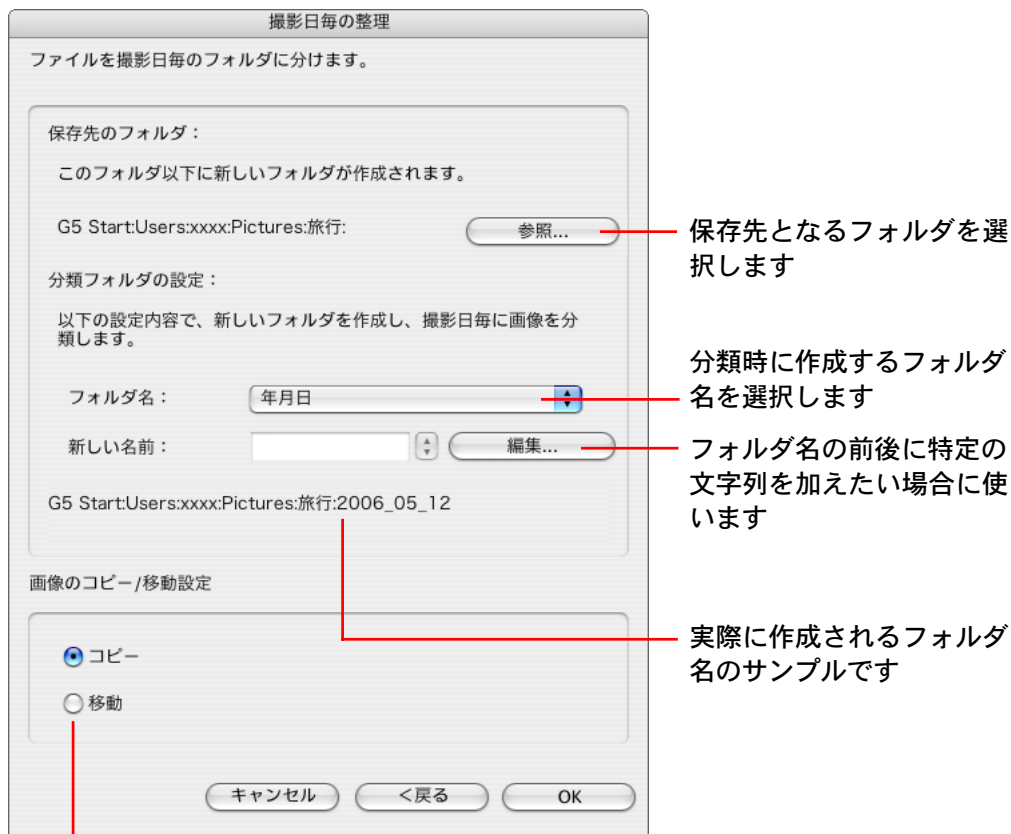 撮影日毎の整理
ファイルを撮影日毎のフォルダに分けます。
保存先のフォルダ：
このフォルダ以下に新しいフォルダが作成されます。
G5 Start:Users:xxxx:Pictures:旅行:
参照...
保存先となるフォルダを選
択します
分類フォルダの設定：
以下の設定内容で、新しいフォルダを作成し、撮影日毎に画像を分
類します。
フォルダ名：
年月日
分類時に作成するフォルダ
名を選択します
新しい名前：
編集...
フォルダ名の前後に特定の
文字列を加えたい場合に使
います
G5 Start:Users:xxxx:Pictures:旅行:2006_05_12
実際に作成されるフォルダ
名のサンプルです
画像のコピー/移動設定
コピー
移動
キャンセル
<戻る
OK